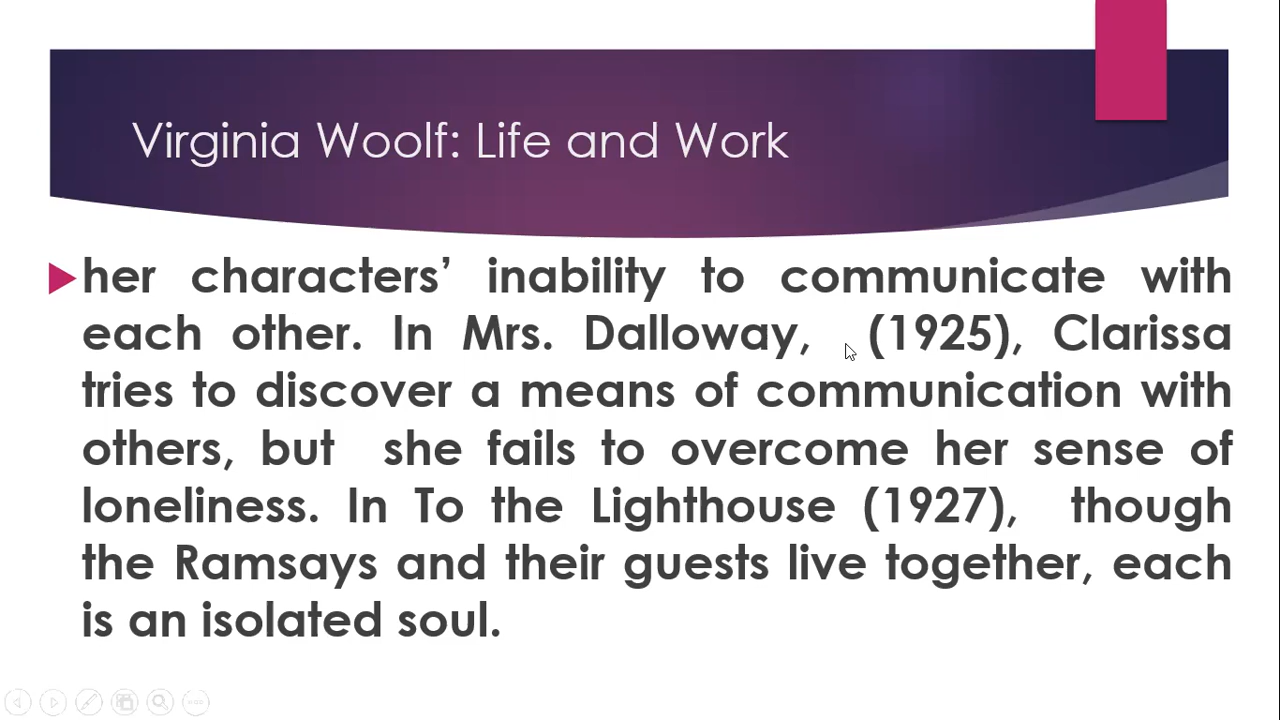 Virginia Woolf: Life and Work
her characters’ inability to communicate with
each other. In Mrs. Dalloway, (1925), Clarissa
tries to discover a means of communication with
others, but she fails to overcome her sense of
loneliness. In To the Lighthouse (1927), though
the Ramsays and their guests live together, each
is an isolated soul.